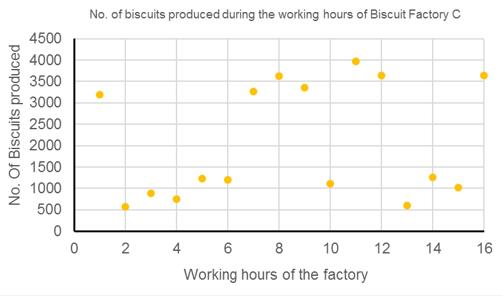 No. of biscuits produced during the working hours of Biscuit Factory C
No. Of Biscuits produced
4500
4000
3500
3000
2500
2000
1500
1000
500
0
0 2 4 6 8 10 12 14 16
Working hours of the factory